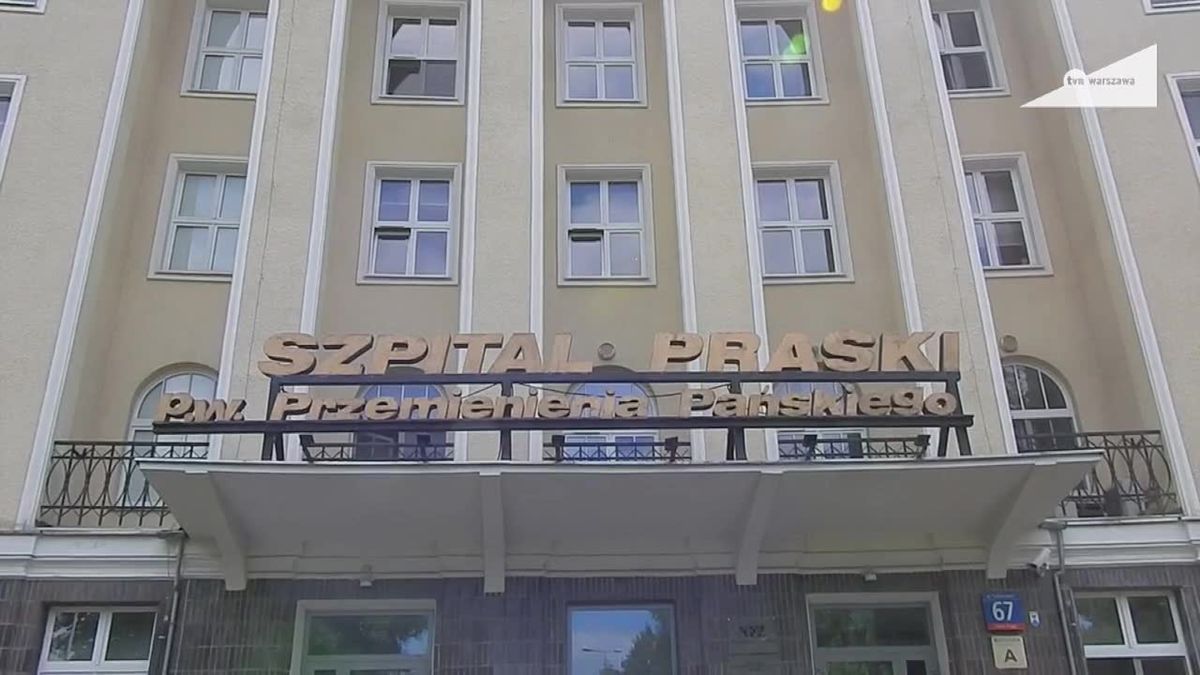 tvn warszawa
SZPITAL PRASKI
P.W. Przemienienia Pańskiego
67
A